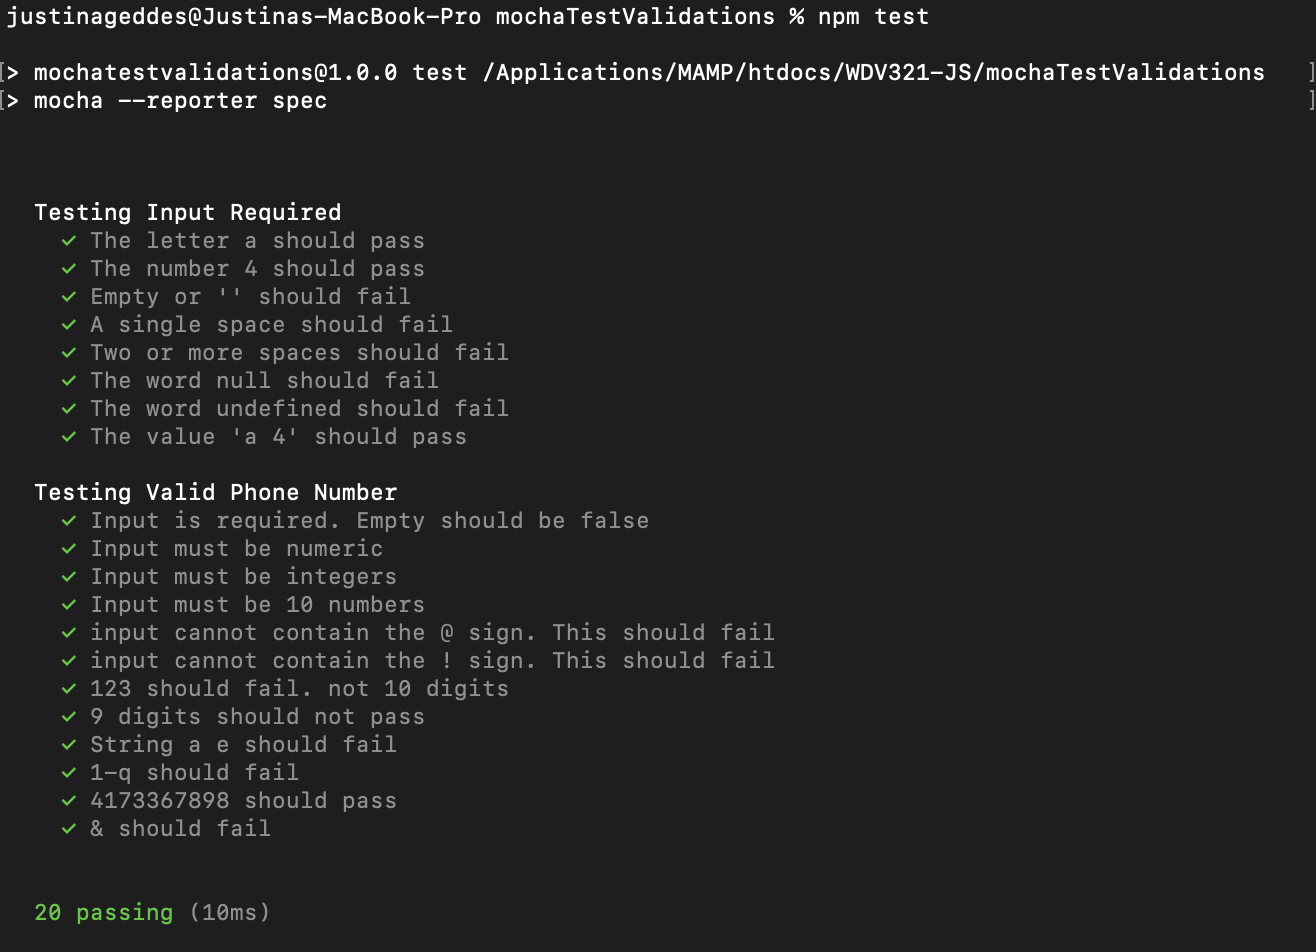 justinageddes@Justinas-MacBook-Pro mochaTestValidations % npm test
[> mochatestvalidations@1.0.0 test /Applications/MAMP/htdocs/WDV321-JS/mochaTestValidations ]
[> mocha --reporter spec ]
Testing Input Required
✓ The letter a should pass
✓ The number 4 should pass
✓ Empty or '' should fail
✓ A single space should fail
✓ Two or more spaces should fail
✓ The word null should fail
✓ The word undefined should fail
✓ The value 'a 4' should pass
Testing Valid Phone Number
✓ Input is required. Empty should be false
✓ Input must be numeric
✓ Input must be integers
✓ Input must be 10 numbers
✓ input cannot contain the @ sign. This should fail
✓ input cannot contain the ! sign. This should fail
✓ 123 should fail. not 10 digits
✓ 9 digits should not pass
✓ String a e should fail
✓ 1-q should fail
✓ 4173367898 should pass
✓ & should fail
20 passing (10ms)